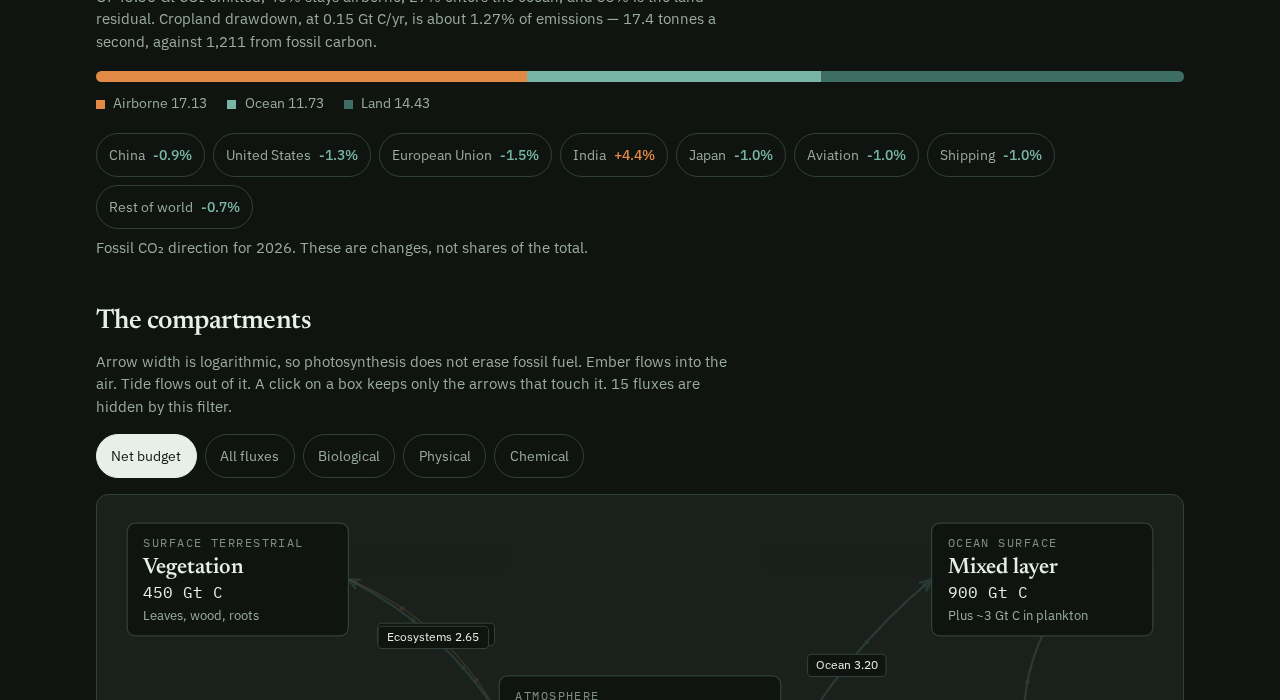 residual. Cropland drawdown, at 0.15 Gt C/yr, is about 1.27% of emissions — 17.4 tonnes a
second, against 1,211 from fossil carbon.
Airborne 17.13 Ocean 11.73 Land 14.43
China -0.9% United States -1.3% European Union -1.5% India +4.4% Japan -1.0% Aviation -1.0% Shipping -1.0%
Rest of world -0.7%
Fossil CO₂ direction for 2026. These are changes, not shares of the total.
The compartments
Arrow width is logarithmic, so photosynthesis does not erase fossil fuel. Ember flows into the
air. Tide flows out of it. A click on a box keeps only the arrows that touch it. 15 fluxes are
hidden by this filter.
Net budget All fluxes Biological Physical Chemical
SURFACE TERRESTRIAL
Vegetation
450 Gt C
Leaves, wood, roots
OCEAN SURFACE
Mixed layer
900 Gt C
Plus ~3 Gt C in plankton
Ecosystems 2.65
Ocean 3.20
ATMOSPHERE